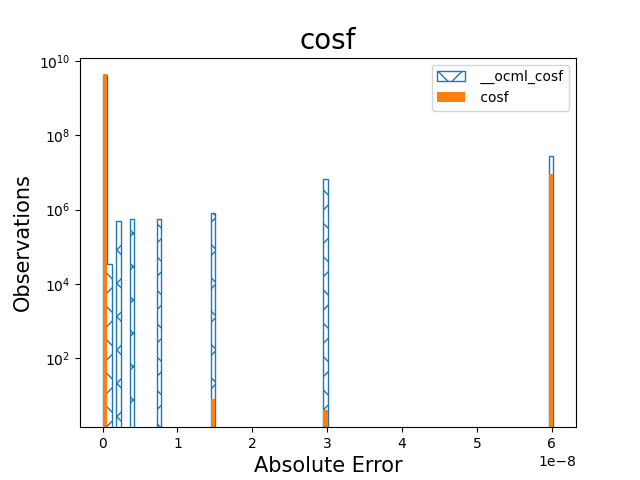 cosf
__ocml_cosf
cosf
10^10
10^8
10^6
10^4
10^2
Observations
0 1 2 3 4 5 6
1e−8
Absolute Error